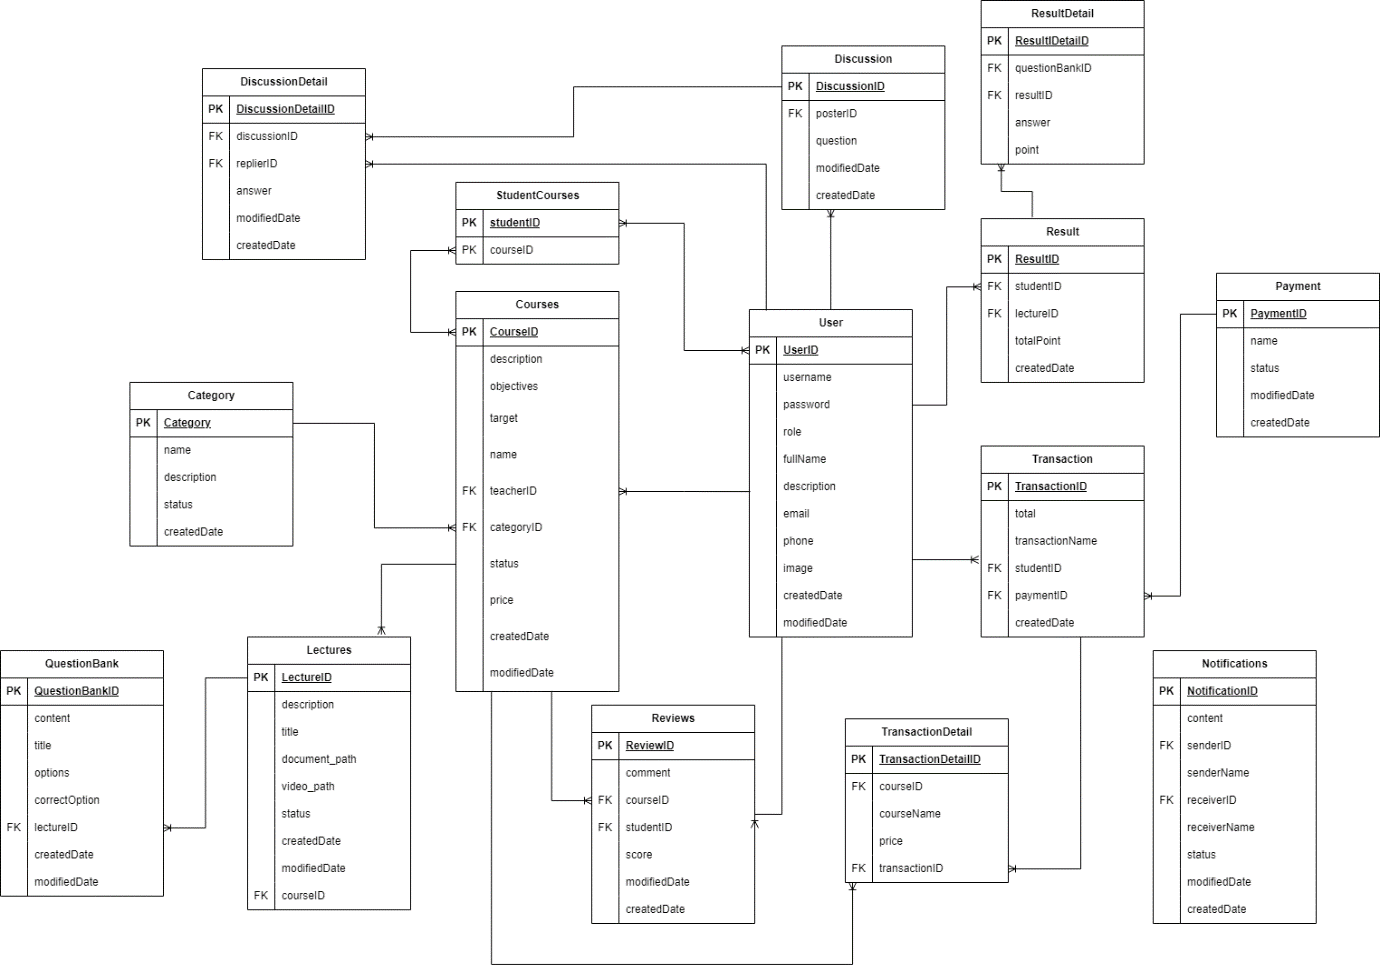 ResultDetail
PK ResultIDetailD
FK questionBankID
FK resultID
answer
point
Discussion
PK DiscussionID
FK posterID
question
modifiedDate
createdDate
DiscussionDetail
PK DiscussionDetailID
FK discussionID
FK replierID
answer
modifiedDate
createdDate
StudentCourses
PK studentID
PK courseID
Result
PK ResultID
FK studentID
FK lectureID
totalPoint
createdDate
Payment
PK PaymentID
name
status
modifiedDate
createdDate
Courses
PK CourseID
description
objectives
target
name
FK teacherID
FK categoryID
status
price
createdDate
modifiedDate
User
PK UserID
username
password
role
fullName
description
email
phone
image
createdDate
modifiedDate
Category
PK Category
name
description
status
createdDate
Transaction
PK TransactionID
total
transactionName
FK studentID
FK paymentID
createdDate
QuestionBank
PK QuestionBankID
content
title
options
correctOption
FK lectureID
createdDate
modifiedDate
Lectures
PK LectureID
description
title
document_path
video_path
status
createdDate
modifiedDate
FK courseID
Reviews
PK ReviewID
comment
FK courseID
FK studentID
score
modifiedDate
createdDate
TransactionDetail
PK TransactionDetailID
FK courseID
courseName
price
FK transactionID
Notifications
PK NotificationID
content
FK senderID
senderName
FK receiverID
receiverName
status
modifiedDate
createdDate